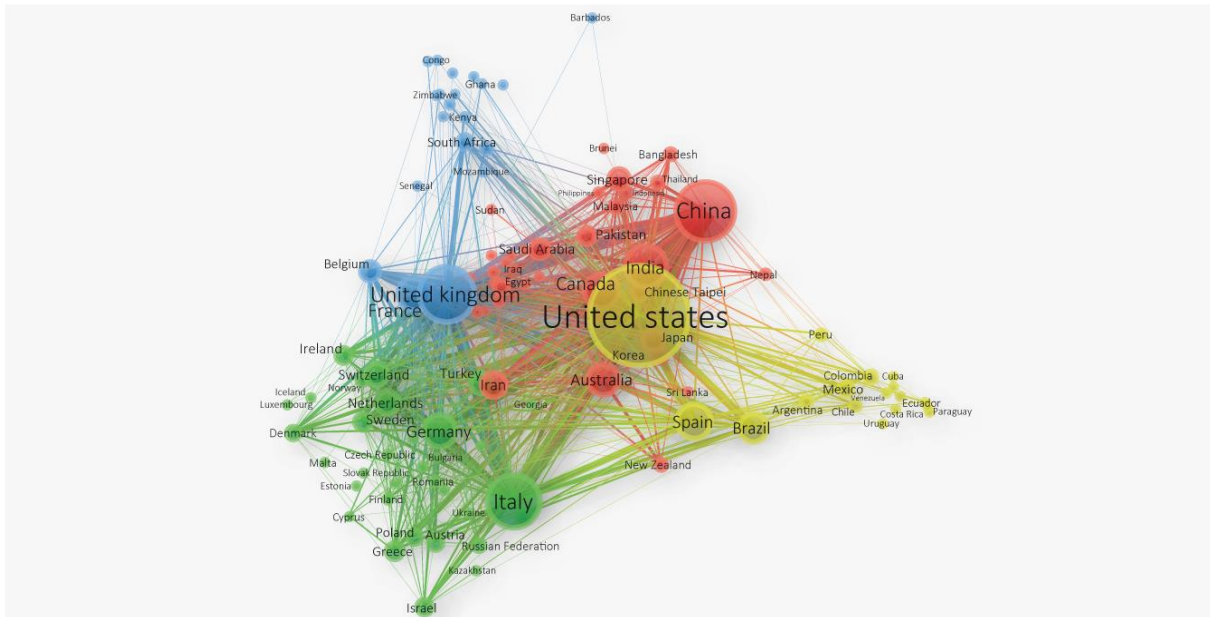 Barbados
Congo
Ghana
Zimbabwe
Kenya
South Africa
Mozambique
Senegal
Sudan
Brunei
Bangladesh
Singapore
Thailand
Philippines
Indonesia
Malaysia
China
Pakistan
Saudi Arabia
Belgium
Iraq
India
Nepal
Egypt
Canada
Chinese Taipei
United kingdom
France
United states
Peru
Japan
Korea
Ireland
Switzerland
Turkey
Iran
Australia
Norway
Sri Lanka
Colombia
Cuba
Mexico
Venezuela
Iceland
Luxembourg
Netherlands
Georgia
Argentina
Chile
Ecuador
Costa Rica
Paraguay
Uruguay
Sweden
Spain
Brazil
Denmark
Germany
Czech Republic
Bulgaria
Malta
New Zealand
Slovak Republic
Romania
Estonia
Finland
Italy
Cyprus
Ukraine
Poland
Austria
Russian Federation
Greece
Kazakhstan
Israel